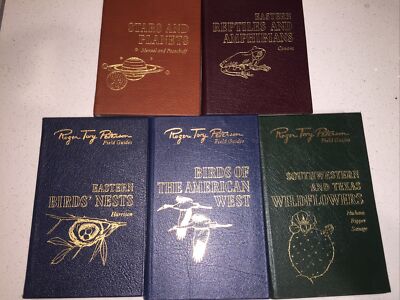 STARS AND
PLANETS
Menzel and Pasachoff
EASTERN
REPTILES AND
AMPHIBIANS
Conant
Roger Tory Peterson
Field Guides
EASTERN
BIRDS' NESTS
Harrison
Roger Tory Peterson
Field Guides
BIRDS OF
THE AMERICAN
WEST
Roger Tory Peterson
Field Guides
SOUTHWESTERN
AND TEXAS
WILDFLOWERS
Niehaus
Ripper
Savage